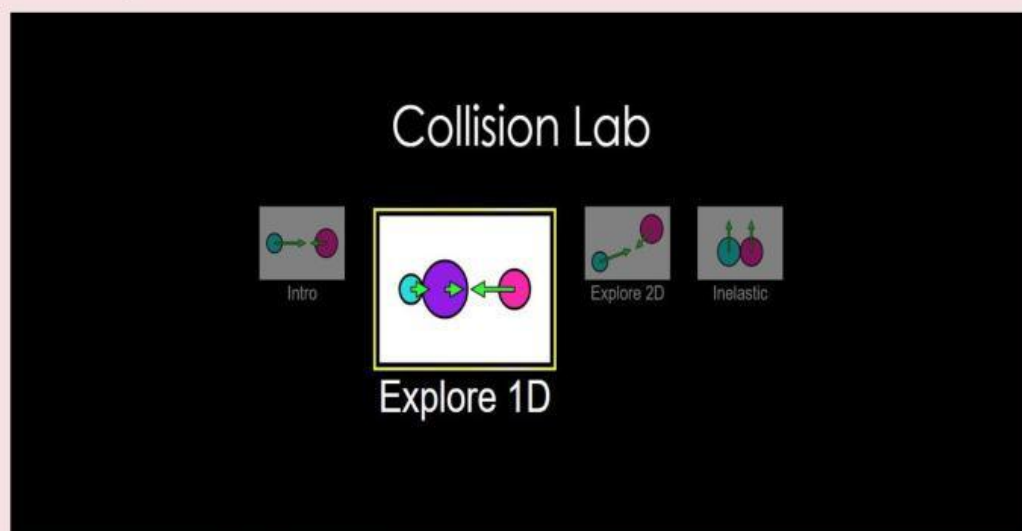 Collision Lab
Intro
Explore 1D
Explore 2D
Inelastic